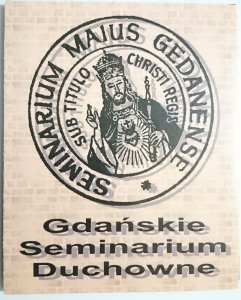 SEMINARIUM MAIUS GEDANENSE
SUB TITULO CHRISTI REGIS
Gdańskie
Seminarium
Duchowne